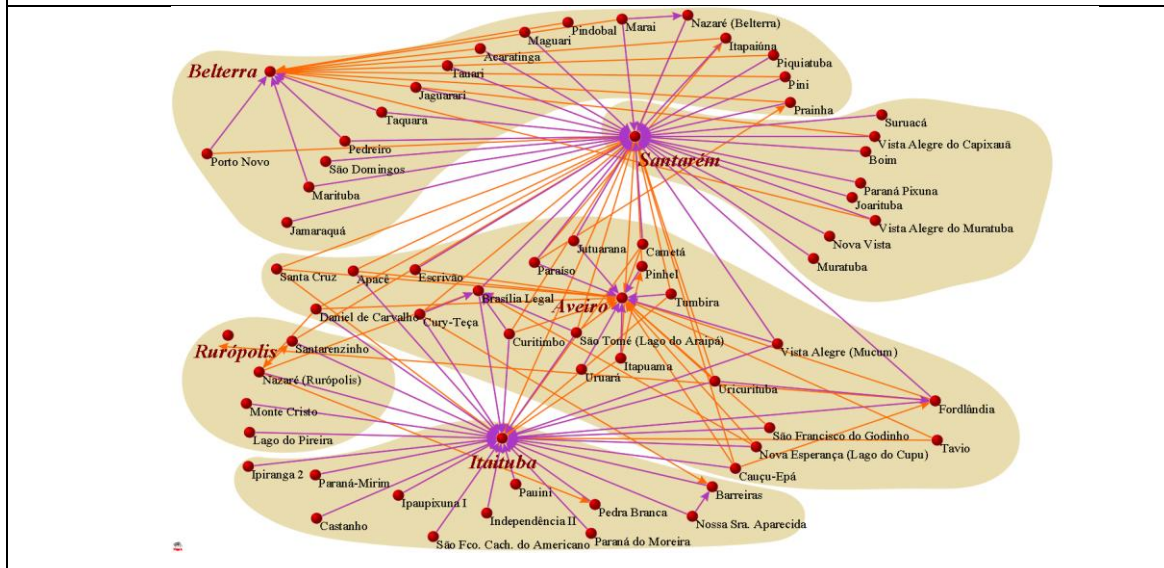 Pindobal
Marai
Nazaré (Belterra)
Maguari
Itapaiúna
Acaratinga
Piquiatuba
Belterra
Tauari
Pini
Jaguarari
Prainha
Taquara
Suruacá
Vista Alegre do Capixauã
Pedreiro
Santarém
Boim
Porto Novo
São Domingos
Paraná Pixuna
Marituba
Joarituba
Jamaraquá
Vista Alegre do Muratuba
Nova Vista
Muratuba
Jutuarana
Cametá
Santa Cruz
Apacê
Escrivão
Paraíso
Pinhel
Brasília Legal
Aveiro
Tumbira
Daniel de Carvalho
Cury-Teça
Curitimbo
São Tomé (Lago do Araipá)
Rurópolis
Santarenzinho
Vista Alegre (Mucum)
Itapuama
Uruará
Nazaré (Rurópolis)
Uricurituba
Monte Cristo
Fordlândia
Lago do Pireira
São Francisco do Godinho
Itaituba
Nova Esperança (Lago do Cupu)
Tavio
Ipiranga 2
Paraná-Mirim
Cauçu-Epá
Pauini
Barreiras
Ipaupixuna I
Pedra Branca
Castanho
Independência II
Nossa Sra. Aparecida
São Fco. Cach. do Americano
Paraná do Moreira